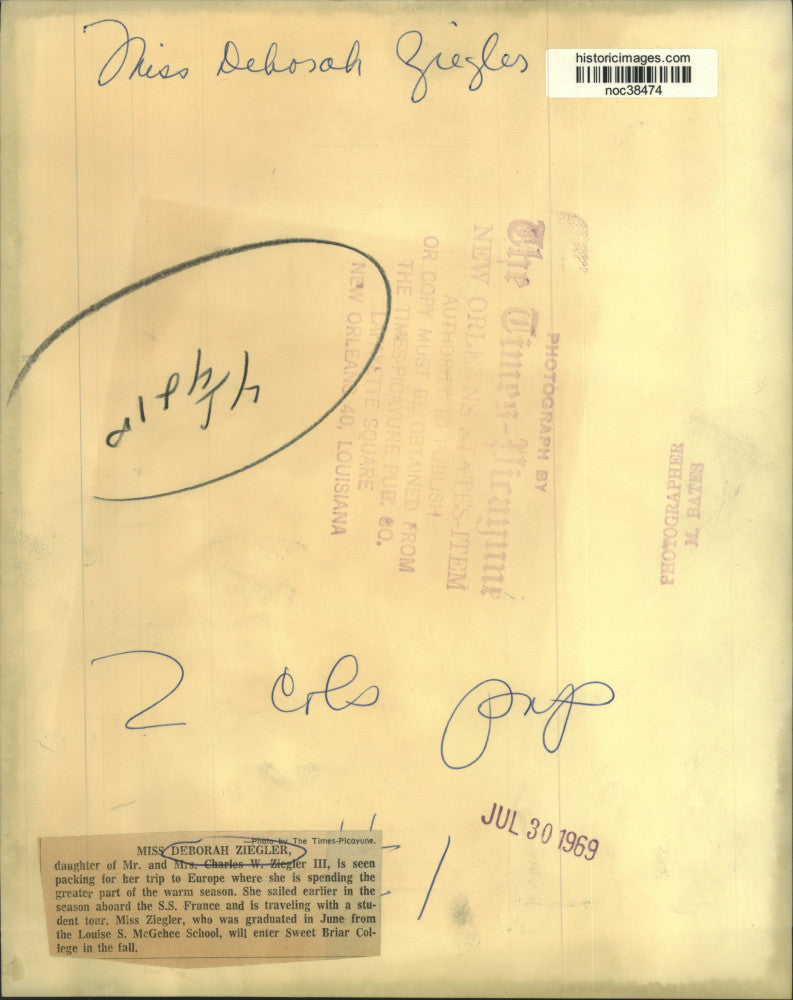 Miss Deborah Ziegler
historicimages.com
noc38474
PHOTOGRAPH BY
The Times-Picayune
NEW ORLEANS STATES-ITEM
AUTHORITY TO PUBLISH
OR COPY MUST BE OBTAINED FROM
THE TIMES-PICAYUNE PUB. CO.
LAFAYETTE SQUARE
NEW ORLEANS 40, LOUISIANA
PHOTOGRAPHER
M. BATES
2 Cols
JUL 30 1969
—Photo by The Times-Picayune.
MISS DEBORAH ZIEGLER,
daughter of Mr. and Mrs. Charles W. Ziegler III, is seen
packing for her trip to Europe where she is spending the
greater part of the warm season. She sailed earlier in the
season aboard the S.S. France and is traveling with a stu-
dent tour. Miss Ziegler, who was graduated in June from
the Louise S. McGehee School, will enter Sweet Briar Col-
lege in the fall.